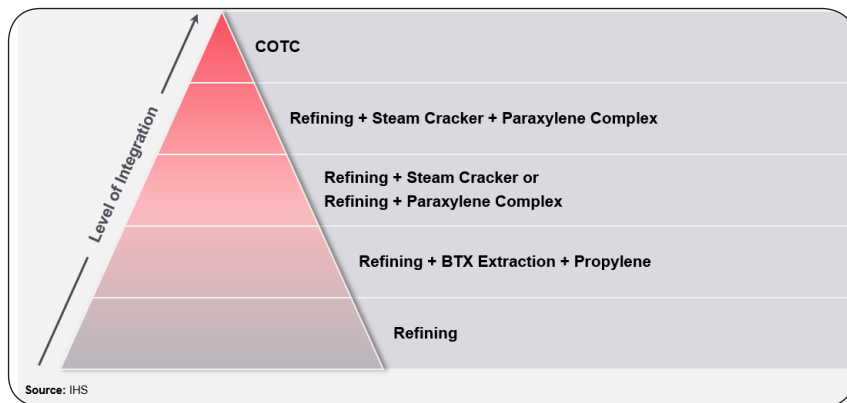 COTC
Refining + Steam Cracker + Paraxylene Complex
Level of Integration
Refining + Steam Cracker or
Refining + Paraxylene Complex
Refining + BTX Extraction + Propylene
Refining
Source: IHS